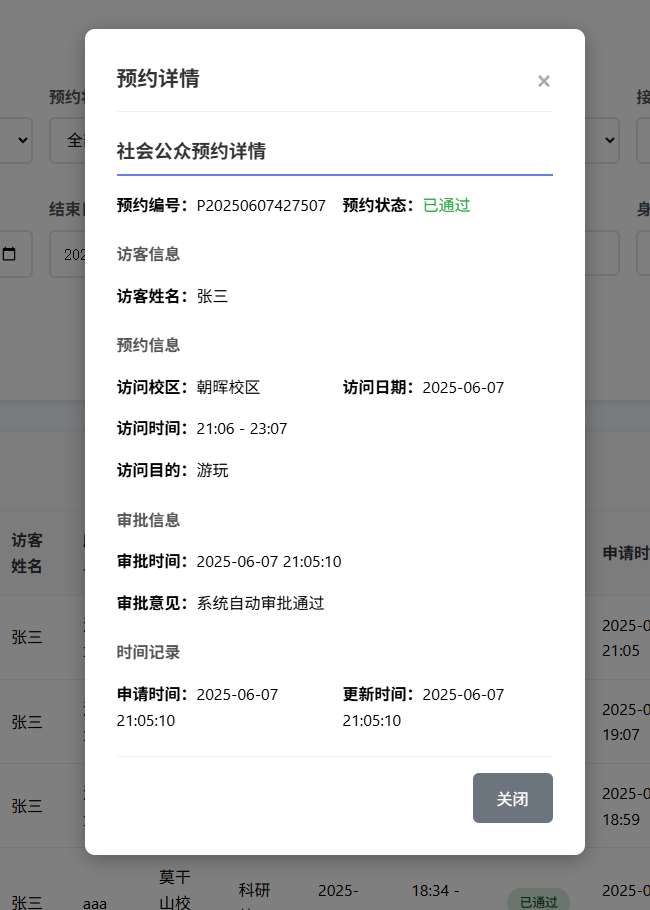 预约详情
×
社会公众预约详情
预约编号：P20250607427507 预约状态：已通过
访客信息
访客姓名：张三
预约信息
访问校区：朝晖校区 访问日期：2025-06-07
访问时间：21:06 - 23:07
访问目的：游玩
审批信息
审批时间：2025-06-07 21:05:10
审批意见：系统自动审批通过
时间记录
申请时间：2025-06-07 更新时间：2025-06-07
21:05:10 21:05:10
关闭
预约
接
结束
身
202
访客
姓名
申请时
张三
2025-0
21:05
张三
2025-0
19:07
张三
2025-0
18:59
张三
aaa
莫干
山校
科研
2025-
18:34 -
已通过
2025-0